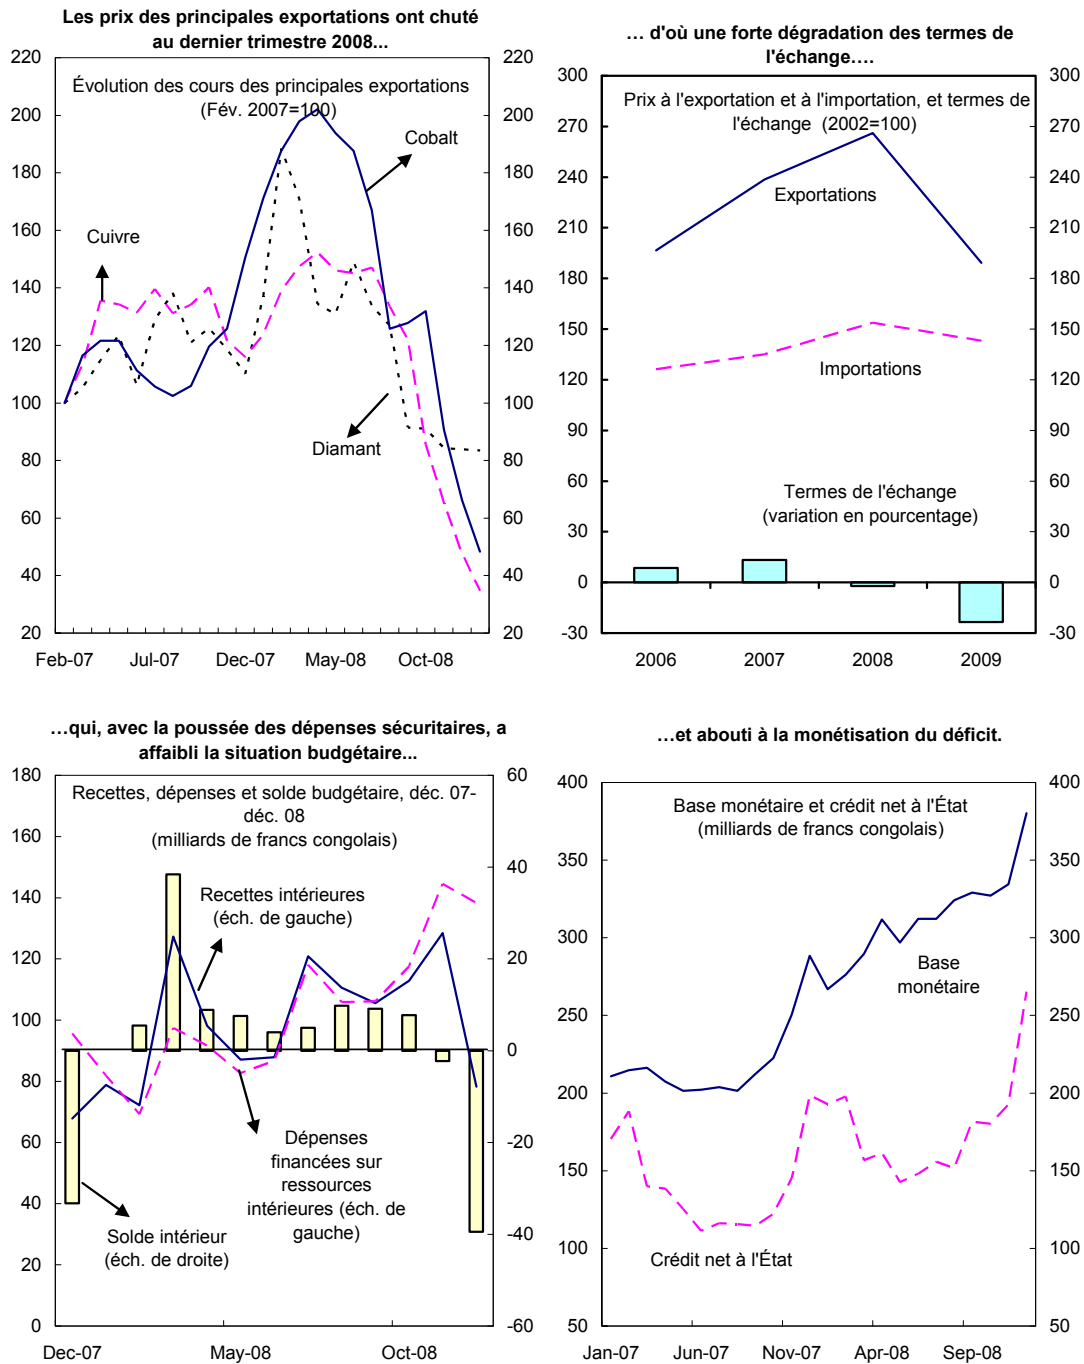 Les prix des principales exportations ont chuté
au dernier trimestre 2008...
220
200
180
160
140
120
100
80
60
40
20
Évolution des cours des principales exportations
(Fév. 2007=100)
Cobalt
Cuivre
Diamant
220
200
180
160
140
120
100
80
60
40
20
Feb-07 Jul-07 Dec-07 May-08 Oct-08
… d'où une forte dégradation des termes de
l'échange….
300
270
240
210
180
150
120
90
60
30
0
-30
Prix à l'exportation et à l'importation, et termes de
l'échange (2002=100)
Exportations
Importations
Termes de l'échange
(variation en pourcentage)
300
270
240
210
180
150
120
90
60
30
0
-30
2006 2007 2008 2009
…qui, avec la poussée des dépenses sécuritaires, a
affaibli la situation budgétaire...
180
160
140
120
100
80
60
40
20
0
Recettes, dépenses et solde budgétaire, déc. 07-
déc. 08
(milliards de francs congolais)
Recettes intérieures
(éch. de gauche)
Dépenses
financées sur
ressources
intérieures (éch. de
gauche)
Solde intérieur
(éch. de droite)
60
40
20
0
-20
-40
-60
Dec-07 May-08 Oct-08
…et abouti à la monétisation du déficit.
400
350
300
250
200
150
100
50
Base monétaire et crédit net à l'État
(milliards de francs congolais)
Base
monétaire
Crédit net à l'État
400
350
300
250
200
150
100
50
Jan-07 Jun-07 Nov-07 Apr-08 Sep-08